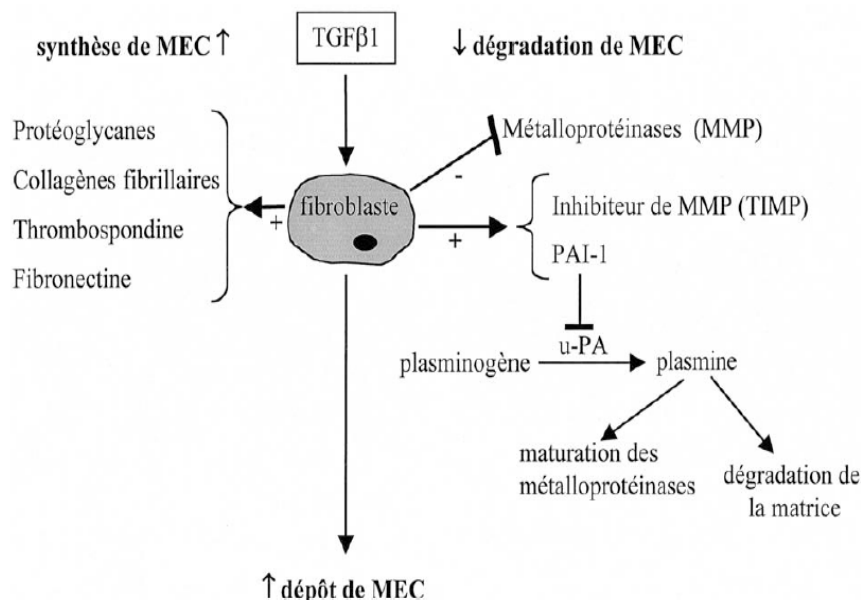 synthèse de MEC ↑
TGFβ1
↓ dégradation de MEC
Protéoglycanes
Collagènes fibrillaires
Thrombospondine
Fibronectine
+
fibroblaste
-
Métalloprotéinases (MMP)
+
Inhibiteur de MMP (TIMP)
PAI-1
plasminogène
u-PA
plasmine
maturation des
métalloprotéinases
dégradation de
la matrice
↑ dépôt de MEC